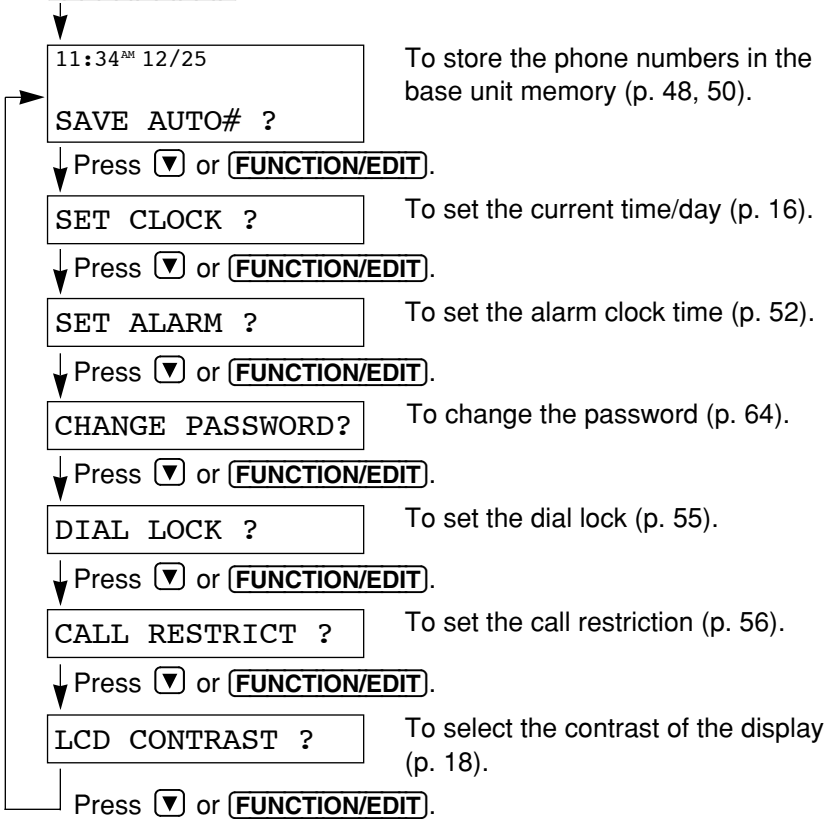 11:34AM 12/25
SAVE AUTO# ?
To store the phone numbers in the
base unit memory (p. 48, 50).
Press ▼ or FUNCTION/EDIT.
SET CLOCK ?
To set the current time/day (p. 16).
Press ▼ or FUNCTION/EDIT.
SET ALARM ?
To set the alarm clock time (p. 52).
Press ▼ or FUNCTION/EDIT.
CHANGE PASSWORD?
To change the password (p. 64).
Press ▼ or FUNCTION/EDIT.
DIAL LOCK ?
To set the dial lock (p. 55).
Press ▼ or FUNCTION/EDIT.
CALL RESTRICT ?
To set the call restriction (p. 56).
Press ▼ or FUNCTION/EDIT.
LCD CONTRAST ?
To select the contrast of the display
(p. 18).
Press ▼ or FUNCTION/EDIT.